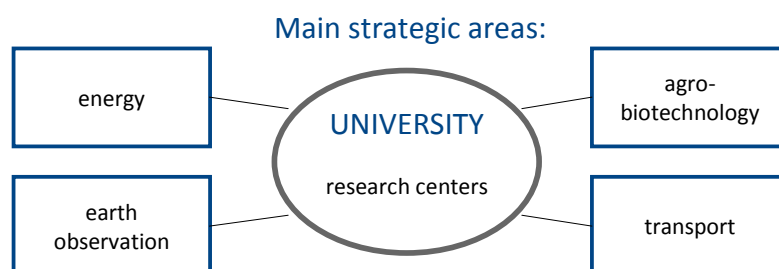 Main strategic areas:
energy
agro-
biotechnology
UNIVERSITY
research centers
earth
observation
transport